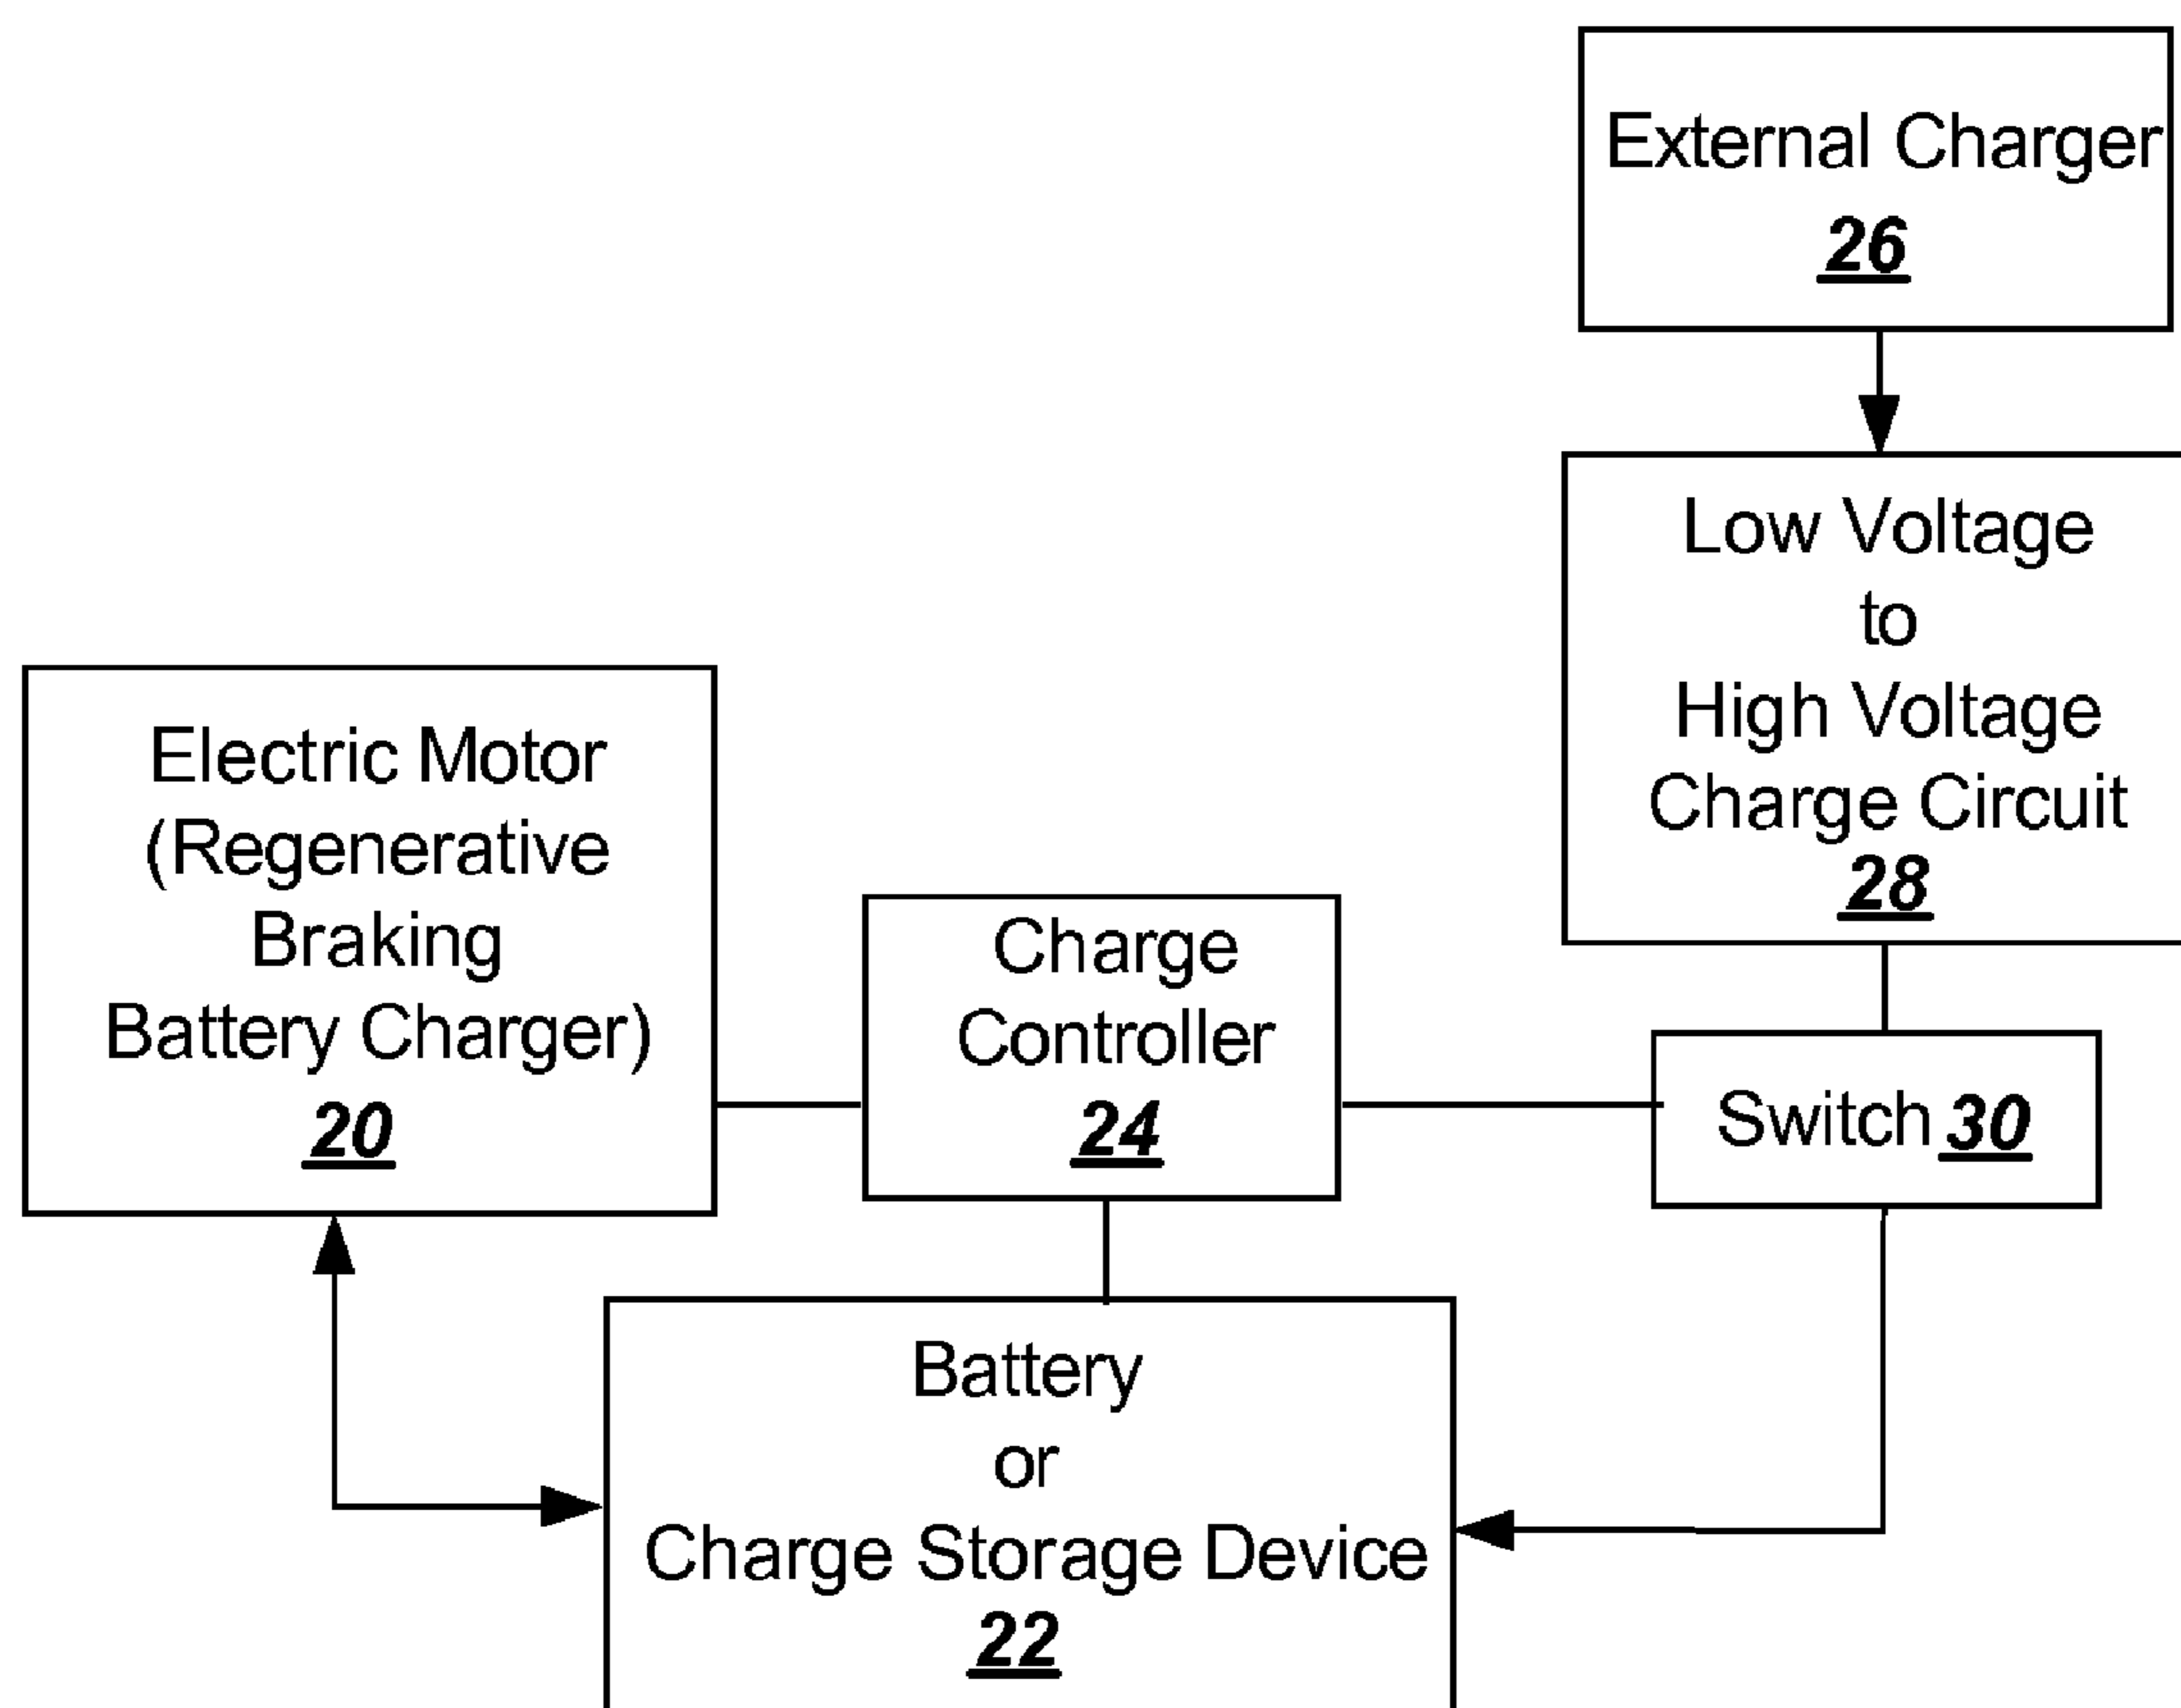 External Charger
26
Low Voltage
to
High Voltage
Charge Circuit
28
Electric Motor
(Regenerative
Braking
Battery Charger)
20
Charge
Controller
24
Switch 30
Battery
or
Charge Storage Device
22